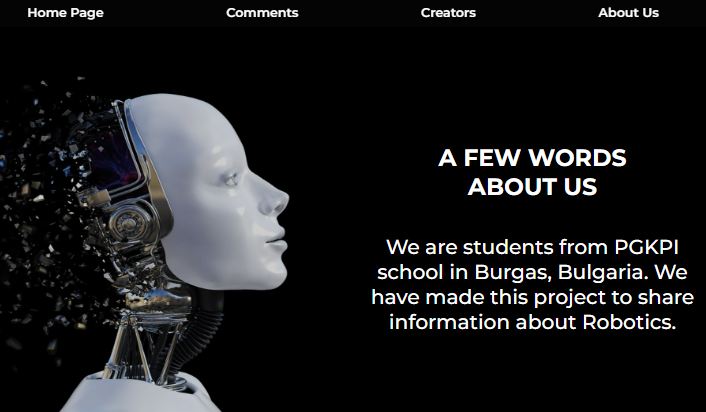 Home Page Comments Creators About Us
A FEW WORDS
ABOUT US
We are students from PGKPI
school in Burgas, Bulgaria. We
have made this project to share
information about Robotics.